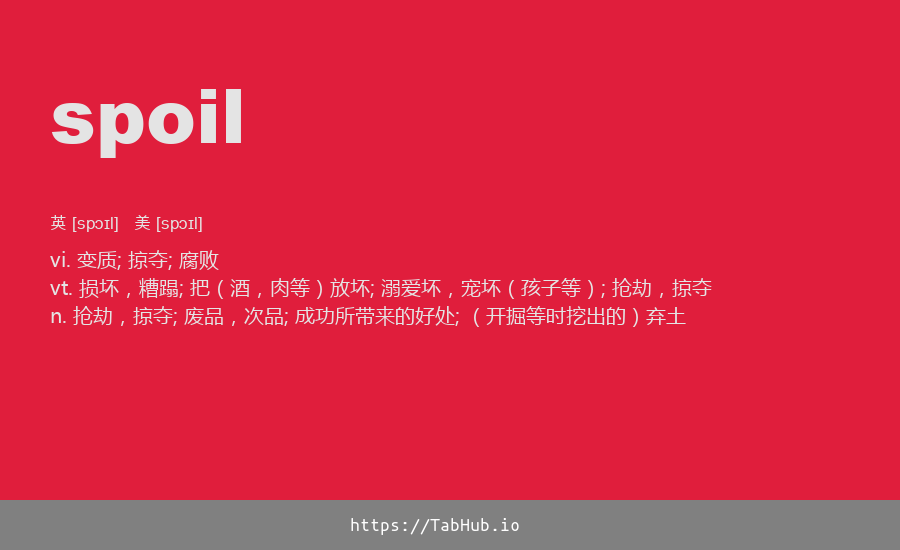 spoil
英 [spɔɪl] 美 [spɔɪl]
vi. 变质; 掠夺; 腐败
vt. 损坏，糟蹋; 把（酒，肉等）放坏; 溺爱坏，宠坏（孩子等）; 抢劫，掠夺
n. 抢劫，掠夺; 废品，次品; 成功所带来的好处; （开掘等时挖出的）弃土
https://TabHub.io